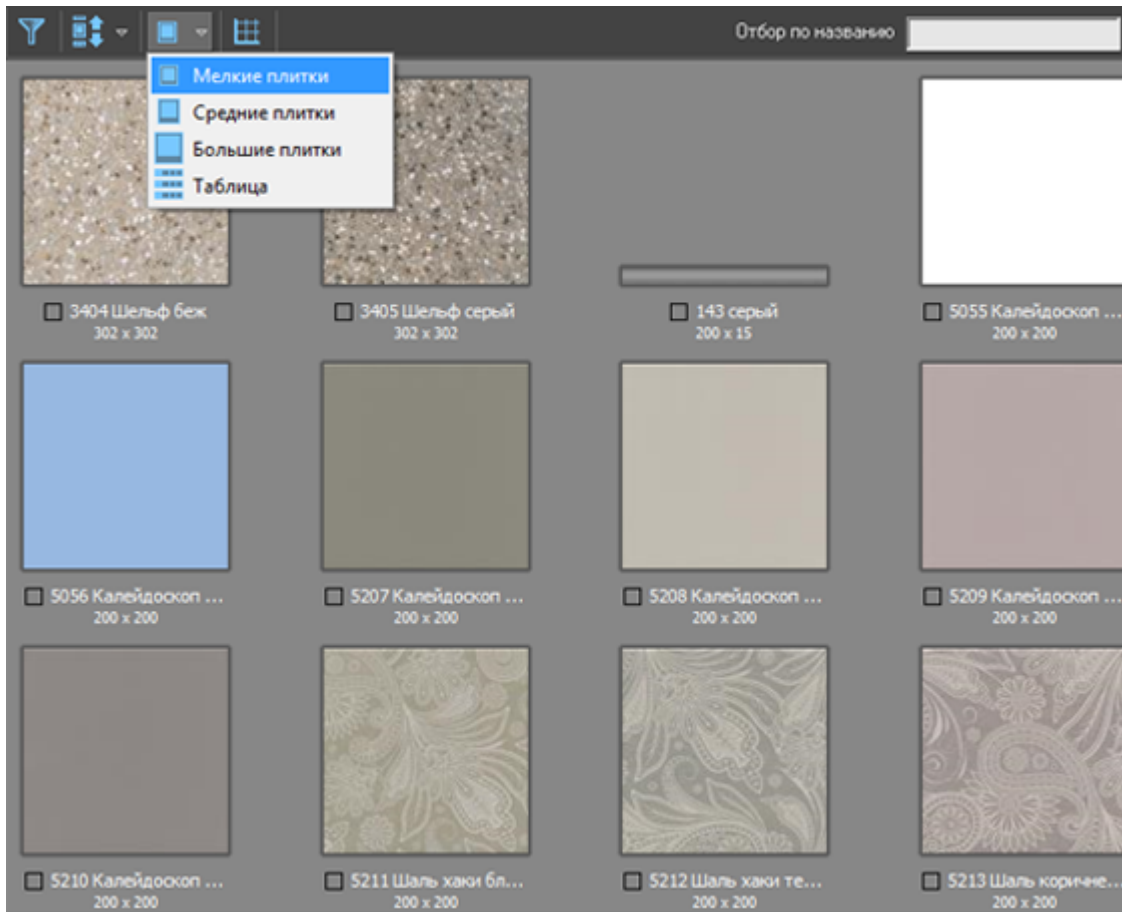 Отбор по названию
Мелкие плитки
Средние плитки
Большие плитки
Таблица
3404 Шельф беж
302 x 302
3405 Шельф серый
302 x 302
143 серый
200 x 15
5055 Калейдоскоп ...
200 x 200
5056 Калейдоскоп ...
200 x 200
5207 Калейдоскоп ...
200 x 200
5208 Калейдоскоп ...
200 x 200
5209 Калейдоскоп ...
200 x 200
5210 Калейдоскоп ...
200 x 200
5211 Шаль хаки бл...
200 x 200
5212 Шаль хаки те...
200 x 200
5213 Шаль коричне...
200 x 200